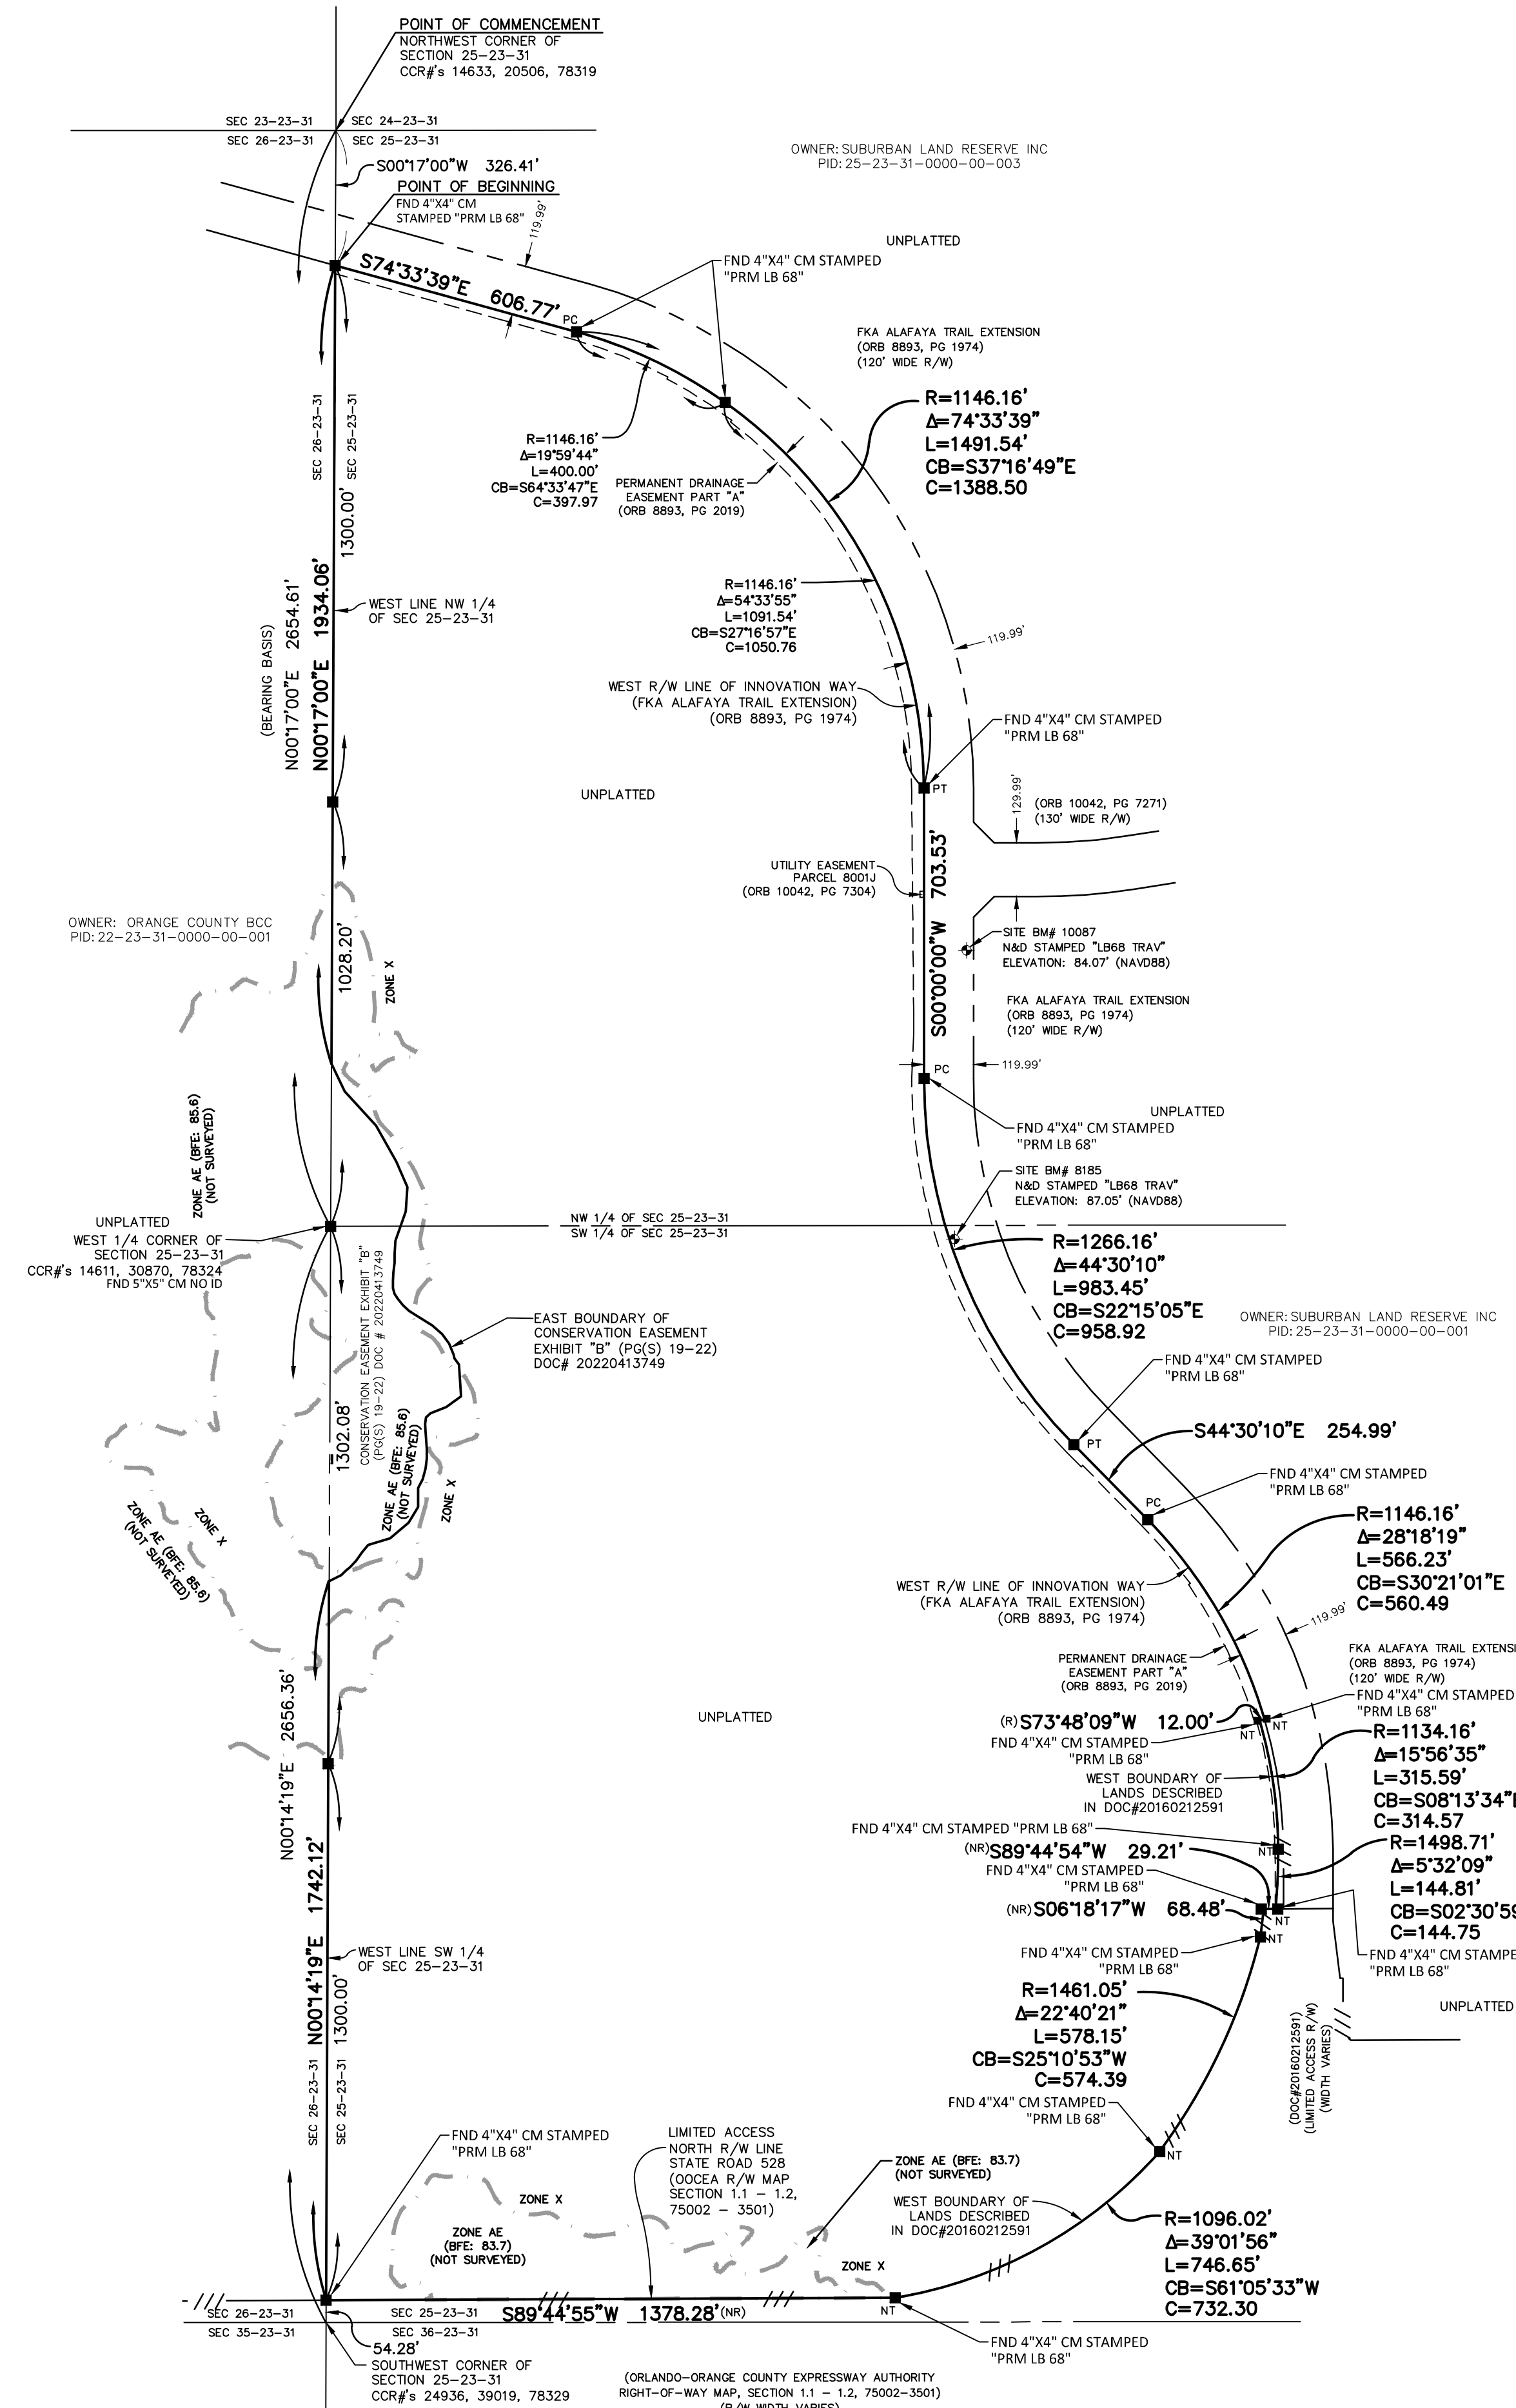 POINT OF COMMENCEMENT
NORTHWEST CORNER OF
SECTION 25-23-31
CCR#'s 14633, 20506, 78319
SEC 23-23-31
SEC 24-23-31
SEC 26-23-31
SEC 25-23-31
S00°17'00"W 326.41'
POINT OF BEGINNING
FND 4"X4" CM
STAMPED "PRM LB 68"
119.99'
OWNER: SUBURBAN LAND RESERVE INC
PID: 25-23-31-0000-00-003
UNPLATTED
FND 4"X4" CM STAMPED
"PRM LB 68"
S74°33'39"E 606.77'
PC
FKA ALAFAYA TRAIL EXTENSION
(ORB 8893, PG 1974)
(120' WIDE R/W)
R=1146.16'
Δ=74°33'39"
L=1491.54'
CB=S37°16'49"E
C=1388.50
R=1146.16'
Δ=19°59'44"
L=400.00'
CB=S64°33'47"E
C=397.97
PERMANENT DRAINAGE
EASEMENT PART "A"
(ORB 8893, PG 2019)
SEC 26-23-31
SEC 25-23-31
1300.00'
(BEARING BASIS)
N00°17'00"E 2654.61'
N00°17'00"E 1934.06'
WEST LINE NW 1/4
OF SEC 25-23-31
R=1146.16'
Δ=54°33'55"
L=1091.54'
CB=S27°16'57"E
C=1050.76
119.99'
WEST R/W LINE OF INNOVATION WAY
(FKA ALAFAYA TRAIL EXTENSION)
(ORB 8893, PG 1974)
FND 4"X4" CM STAMPED
"PRM LB 68"
PT
UNPLATTED
129.99'
(ORB 10042, PG 7271)
(130' WIDE R/W)
UTILITY EASEMENT
PARCEL 8001J
(ORB 10042, PG 7304)
S00°00'00"W 703.53'
OWNER: ORANGE COUNTY BCC
PID: 22-23-31-0000-00-001
1028.20'
ZONE X
SITE BM# 10087
N&D STAMPED "LB68 TRAV"
ELEVATION: 84.07' (NAVD88)
FKA ALAFAYA TRAIL EXTENSION
(ORB 8893, PG 1974)
(120' WIDE R/W)
119.99'
PC
UNPLATTED
FND 4"X4" CM STAMPED
"PRM LB 68"
ZONE AE (BFE: 85.6)
(NOT SURVEYED)
SITE BM# 8185
N&D STAMPED "LB68 TRAV"
ELEVATION: 87.05' (NAVD88)
UNPLATTED
WEST 1/4 CORNER OF
SECTION 25-23-31
CCR#'s 14611, 30870, 78324
FND 5"X5" CM NO ID
NW 1/4 OF SEC 25-23-31
SW 1/4 OF SEC 25-23-31
R=1266.16'
Δ=44°30'10"
L=983.45'
CB=S22°15'05"E
C=958.92
OWNER: SUBURBAN LAND RESERVE INC
PID: 25-23-31-0000-00-001
CONSERVATION EASEMENT EXHIBIT "B"
(PG(S) 19-22) DOC # 20220413749
EAST BOUNDARY OF
CONSERVATION EASEMENT
EXHIBIT "B" (PG(S) 19-22)
DOC# 20220413749
1302.08'
FND 4"X4" CM STAMPED
"PRM LB 68"
PT
S44°30'10"E 254.99'
ZONE AE (BFE: 85.6)
(NOT SURVEYED)
ZONE X
ZONE X
ZONE AE (BFE: 85.6)
(NOT SURVEYED)
FND 4"X4" CM STAMPED
"PRM LB 68"
PC
R=1146.16'
Δ=28°18'19"
L=566.23'
CB=S30°21'01"E
C=560.49
119.99'
WEST R/W LINE OF INNOVATION WAY
(FKA ALAFAYA TRAIL EXTENSION)
(ORB 8893, PG 1974)
PERMANENT DRAINAGE
EASEMENT PART "A"
(ORB 8893, PG 2019)
FKA ALAFAYA TRAIL EXTENSI
(ORB 8893, PG 1974)
(120' WIDE R/W)
FND 4"X4" CM STAMPED
"PRM LB 68"
UNPLATTED
(R) S73°48'09"W 12.00'
NT
NT
FND 4"X4" CM STAMPED
"PRM LB 68"
R=1134.16'
Δ=15°56'35"
L=315.59'
CB=S08°13'34"E
C=314.57
WEST BOUNDARY OF
LANDS DESCRIBED
IN DOC#20160212591
FND 4"X4" CM STAMPED "PRM LB 68"
NT
(NR) S89°44'54"W 29.21'
FND 4"X4" CM STAMPED
"PRM LB 68"
R=1498.71'
Δ=5°32'09"
L=144.81'
CB=S02°30'59
C=144.75
(NR) S06°18'17"W 68.48'
NT
NT
FND 4"X4" CM STAMPED
"PRM LB 68"
FND 4"X4" CM STAMPE
"PRM LB 68"
N00°14'19"E 2656.36'
N00°14'19"E 1742.12'
WEST LINE SW 1/4
OF SEC 25-23-31
1300.00'
SEC 26-23-31
SEC 25-23-31
R=1461.05'
Δ=22°40'21"
L=578.15'
CB=S25°10'53"W
C=574.39
UNPLATTED
(DOC#20160212591)
(LIMITED ACCESS R/W)
(WIDTH VARIES)
FND 4"X4" CM STAMPED
"PRM LB 68"
NT
FND 4"X4" CM STAMPED
"PRM LB 68"
LIMITED ACCESS
NORTH R/W LINE
STATE ROAD 528
(OOCEA R/W MAP
SECTION 1.1 - 1.2,
75002 - 3501)
ZONE AE (BFE: 83.7)
(NOT SURVEYED)
ZONE X
ZONE AE
(BFE: 83.7)
(NOT SURVEYED)
WEST BOUNDARY OF
LANDS DESCRIBED
IN DOC#20160212591
R=1096.02'
Δ=39°01'56"
L=746.65'
CB=S61°05'33"W
C=732.30
ZONE X
NT
SEC 26-23-31
SEC 25-23-31
S89°44'55"W 1378.28' (NR)
SEC 35-23-31
SEC 36-23-31
54.28'
SOUTHWEST CORNER OF
SECTION 25-23-31
CCR#'s 24936, 39019, 78329
FND 4"X4" CM STAMPED
"PRM LB 68"
(ORLANDO-ORANGE COUNTY EXPRESSWAY AUTHORITY
RIGHT-OF-WAY MAP, SECTION 1.1 - 1.2, 75002-3501)
(R/W WIDTH VARIES)